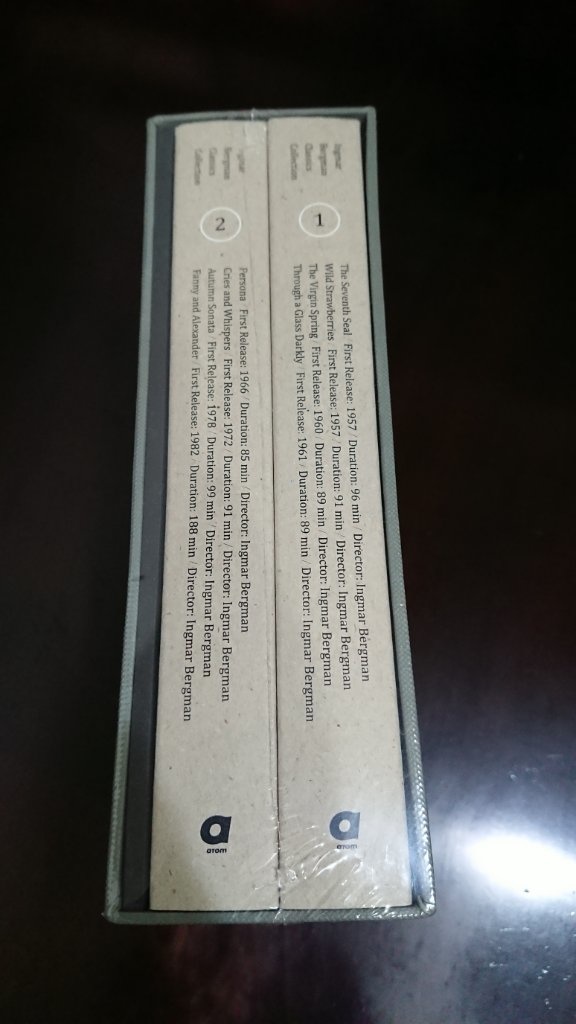 Ingmar
Bergman
Classics
Collection
1
The Seventh Seal / First Release: 1957 / Duration: 96 min / Director: Ingmar Bergman
Wild Strawberries / First Release: 1957 / Duration: 91 min / Director: Ingmar Bergman
The Virgin Spring / First Release: 1960 / Duration: 89 min / Director: Ingmar Bergman
Through a Glass Darkly / First Release: 1961 / Duration: 89 min / Director: Ingmar Bergman
aTOm
Ingmar
Bergman
Classics
Collection
2
Persona / First Release: 1966 / Duration: 85 min / Director: Ingmar Bergman
Cries and Whispers / First Release: 1972 / Duration: 91 min / Director: Ingmar Bergman
Autumn Sonata / First Release: 1978 / Duration: 99 min / Director: Ingmar Bergman
Fanny and Alexander / First Release: 1982 / Duration: 188 min / Director: Ingmar Bergman
aTOm